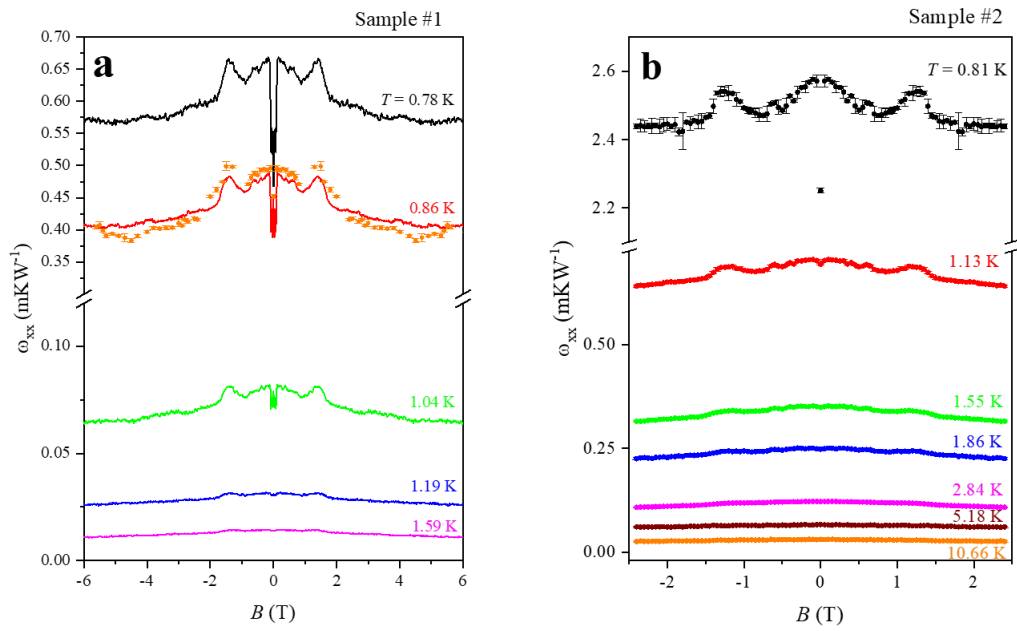 Sample #1
a
0.70
0.65
0.60
0.55
0.50
0.45
0.40
0.35
0.10
0.05
0.00
ω_xx (mKW⁻¹)
T = 0.78 K
0.86 K
1.04 K
1.19 K
1.59 K
-6 -4 -2 0 2 4 6
B (T)
Sample #2
b
2.6
2.4
2.2
0.50
0.25
0.00
ω_xx (mKW⁻¹)
T = 0.81 K
1.13 K
1.55 K
1.86 K
2.84 K
5.18 K
10.66 K
-2 -1 0 1 2
B (T)